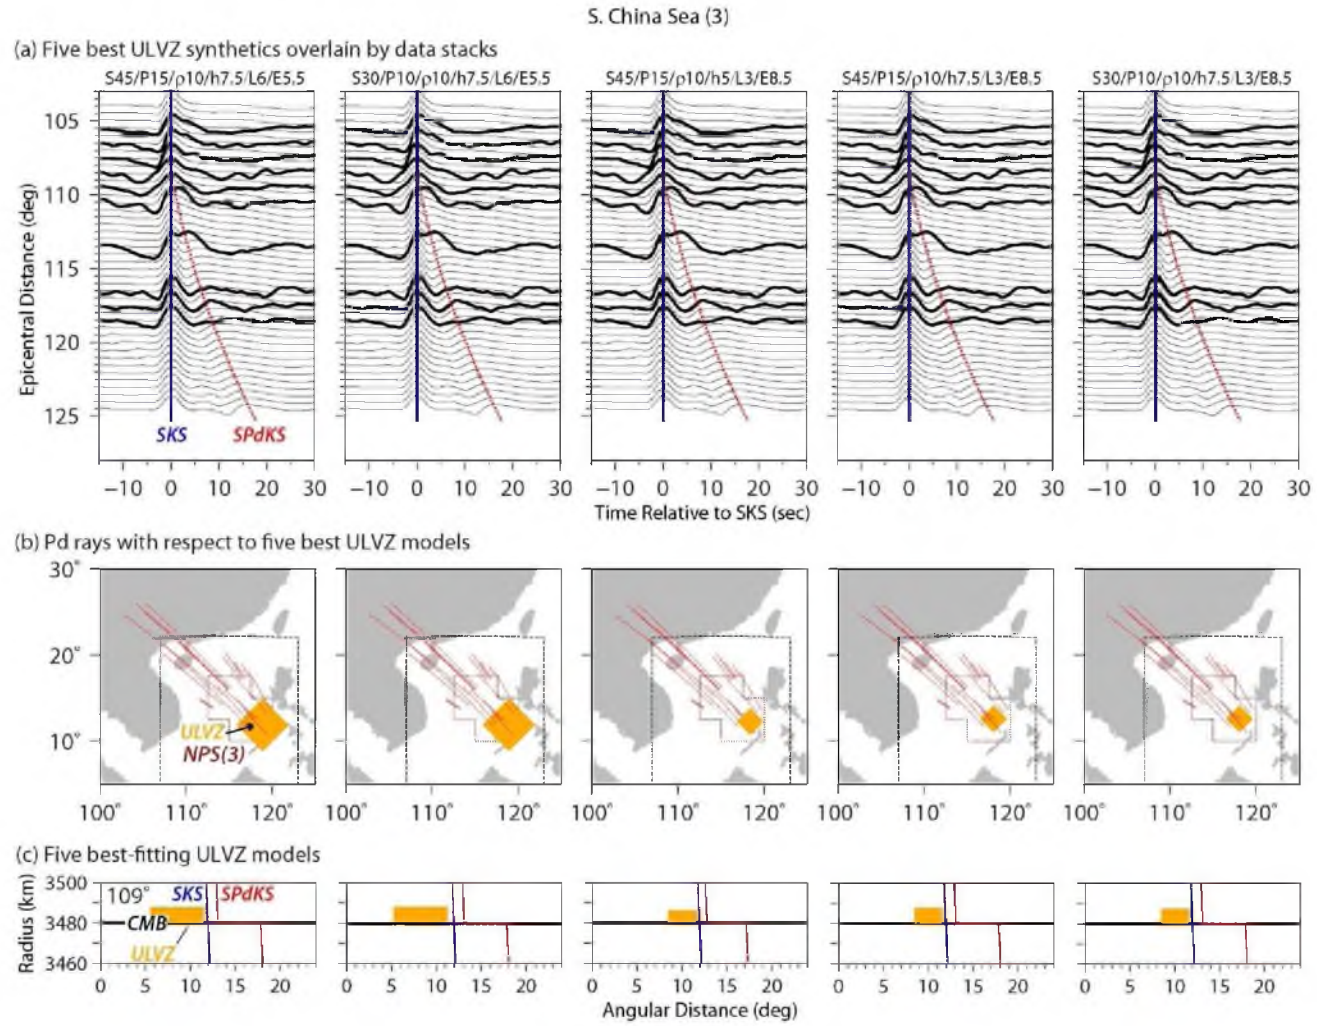 S. China Sea (3)
(a) Five best ULVZ synthetics overlain by data stacks
S45/P15/ρ10/h7.5/L6/E5.5 S30/P10/ρ10/h7.5/L6/E5.5 S45/P15/ρ10/h5/L3/E8.5 S45/P15/ρ10/h7.5/L3/E8.5 S30/P10/ρ10/h7.5/L3/E8.5
Epicentral Distance (deg)
105
110
115
120
125
SKS SPdKS
−10 0 10 20 30 −10 0 10 20 30 −10 0 10 20 30 −10 0 10 20 30 −10 0 10 20 30
Time Relative to SKS (sec)
(b) Pd rays with respect to five best ULVZ models
30°
20°
10°
ULVZ
NPS(3)
100° 110° 120° 100° 110° 120° 100° 110° 120° 100° 110° 120° 100° 110° 120°
(c) Five best-fitting ULVZ models
Radius (km)
3500
3480
3460
109° SKS SPdKS
CMB
ULVZ
0 5 10 15 20 0 5 10 15 20 0 5 10 15 20 0 5 10 15 20 0 5 10 15 20
Angular Distance (deg)